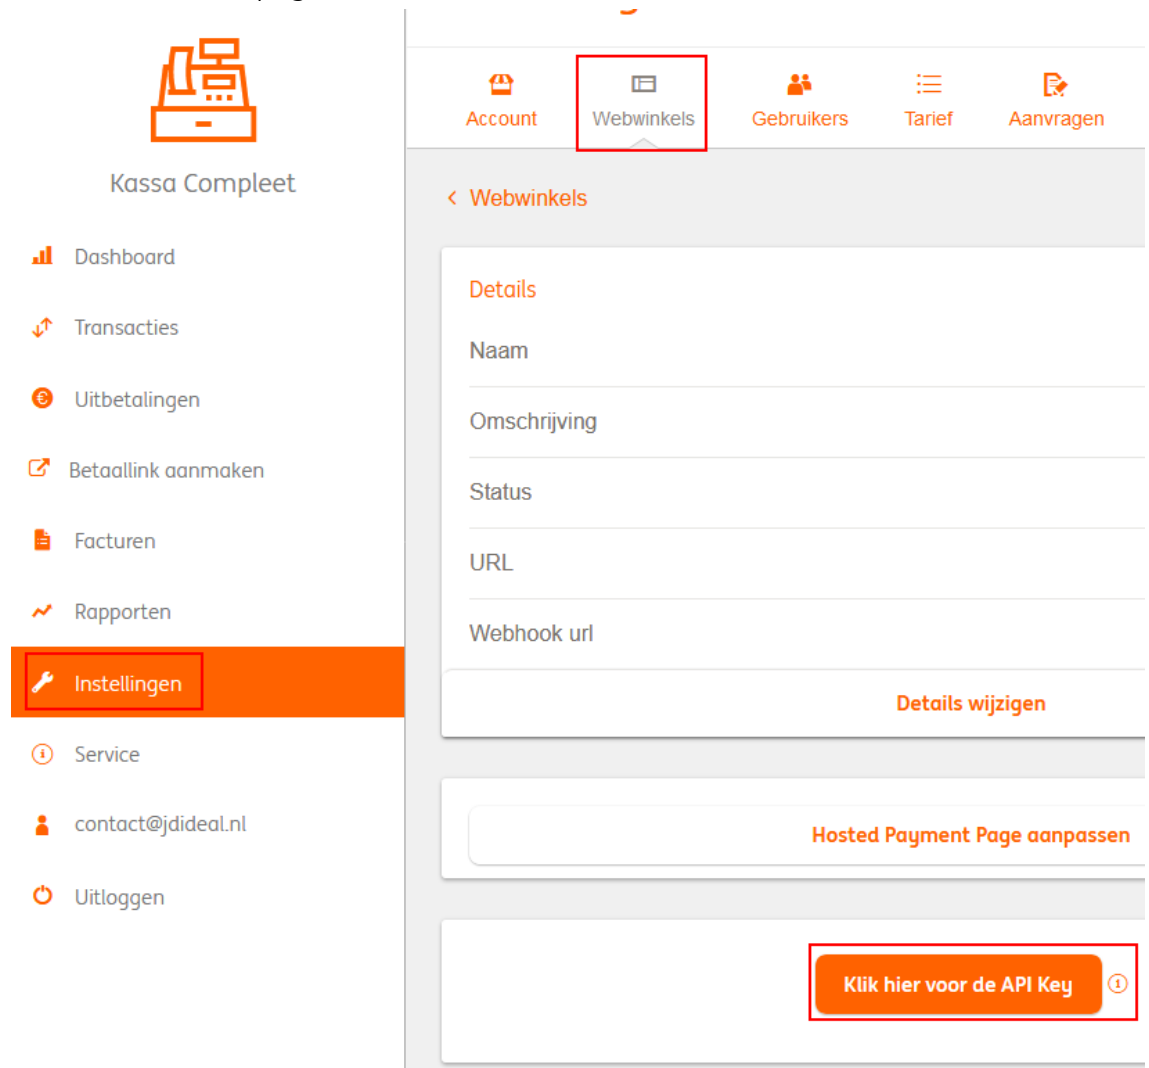 Kassa Compleet
Dashboard
Transacties
Uitbetalingen
Betaallink aanmaken
Facturen
Rapporten
Instellingen
Service
contact@jdideal.nl
Uitloggen
Account
Webwinkels
Gebruikers
Tarief
Aanvragen
< Webwinkels
Details
Naam
Omschrijving
Status
URL
Webhook url
Details wijzigen
Hosted Payment Page aanpassen
Klik hier voor de API Key